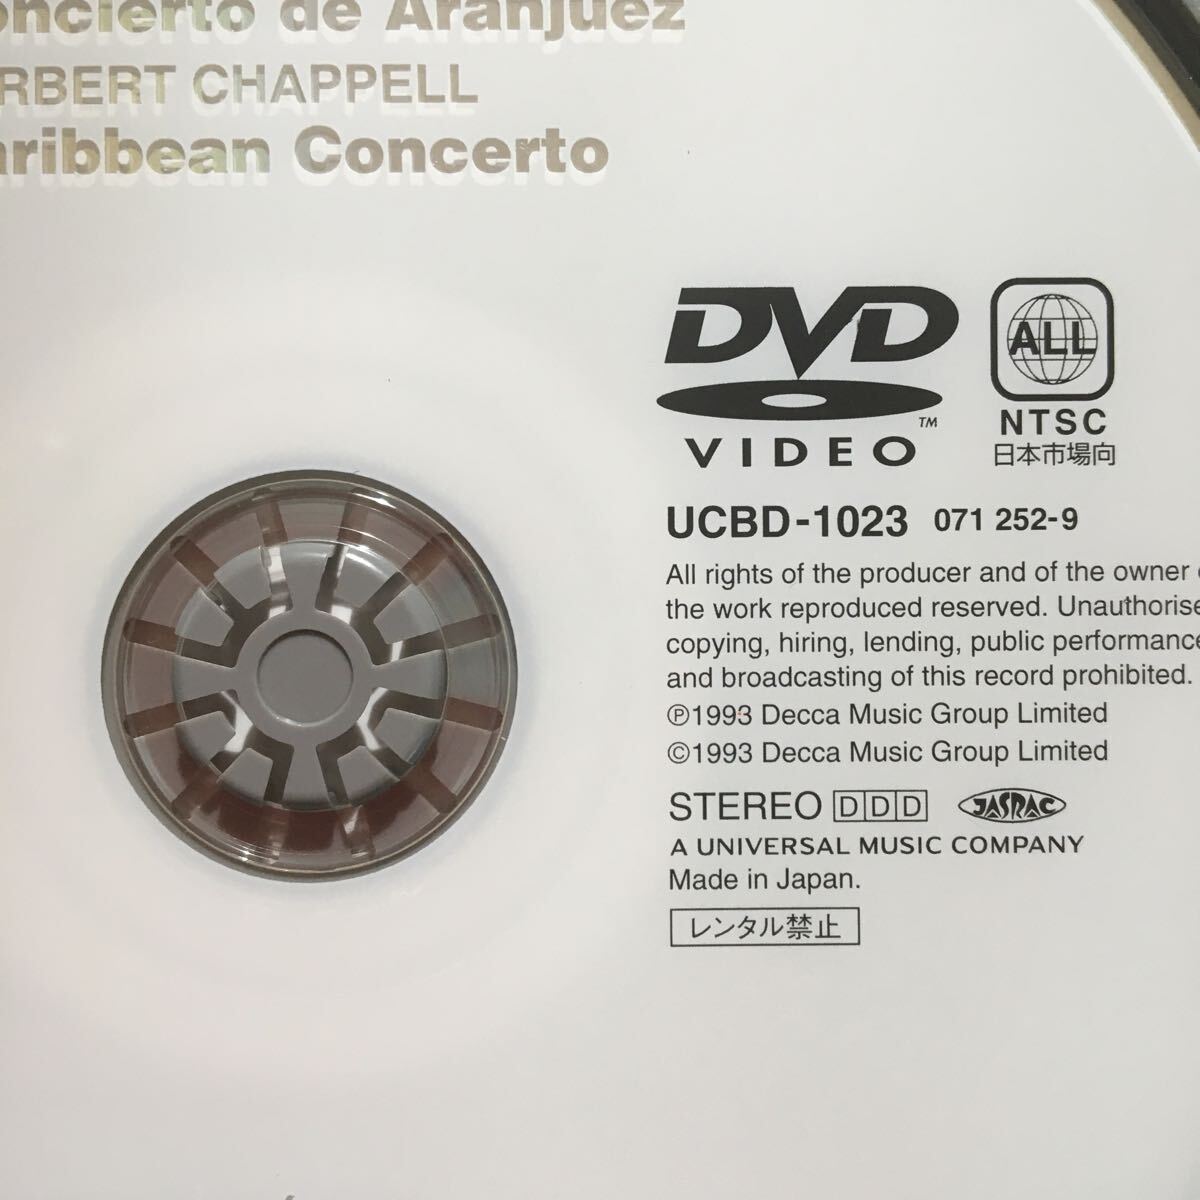 oncierto de Aranjuez
RBERT CHAPPELL
aribbean Concerto
DVD
VIDEO
TM
ALL
NTSC
日本市場向
UCBD-1023 071 252-9
All rights of the producer and of the owner
the work reproduced reserved. Unauthorise
copying, hiring, lending, public performance
and broadcasting of this record prohibited.
℗1993 Decca Music Group Limited
©1993 Decca Music Group Limited
STEREO DDD JASRAC
A UNIVERSAL MUSIC COMPANY
Made in Japan.
レンタル禁止